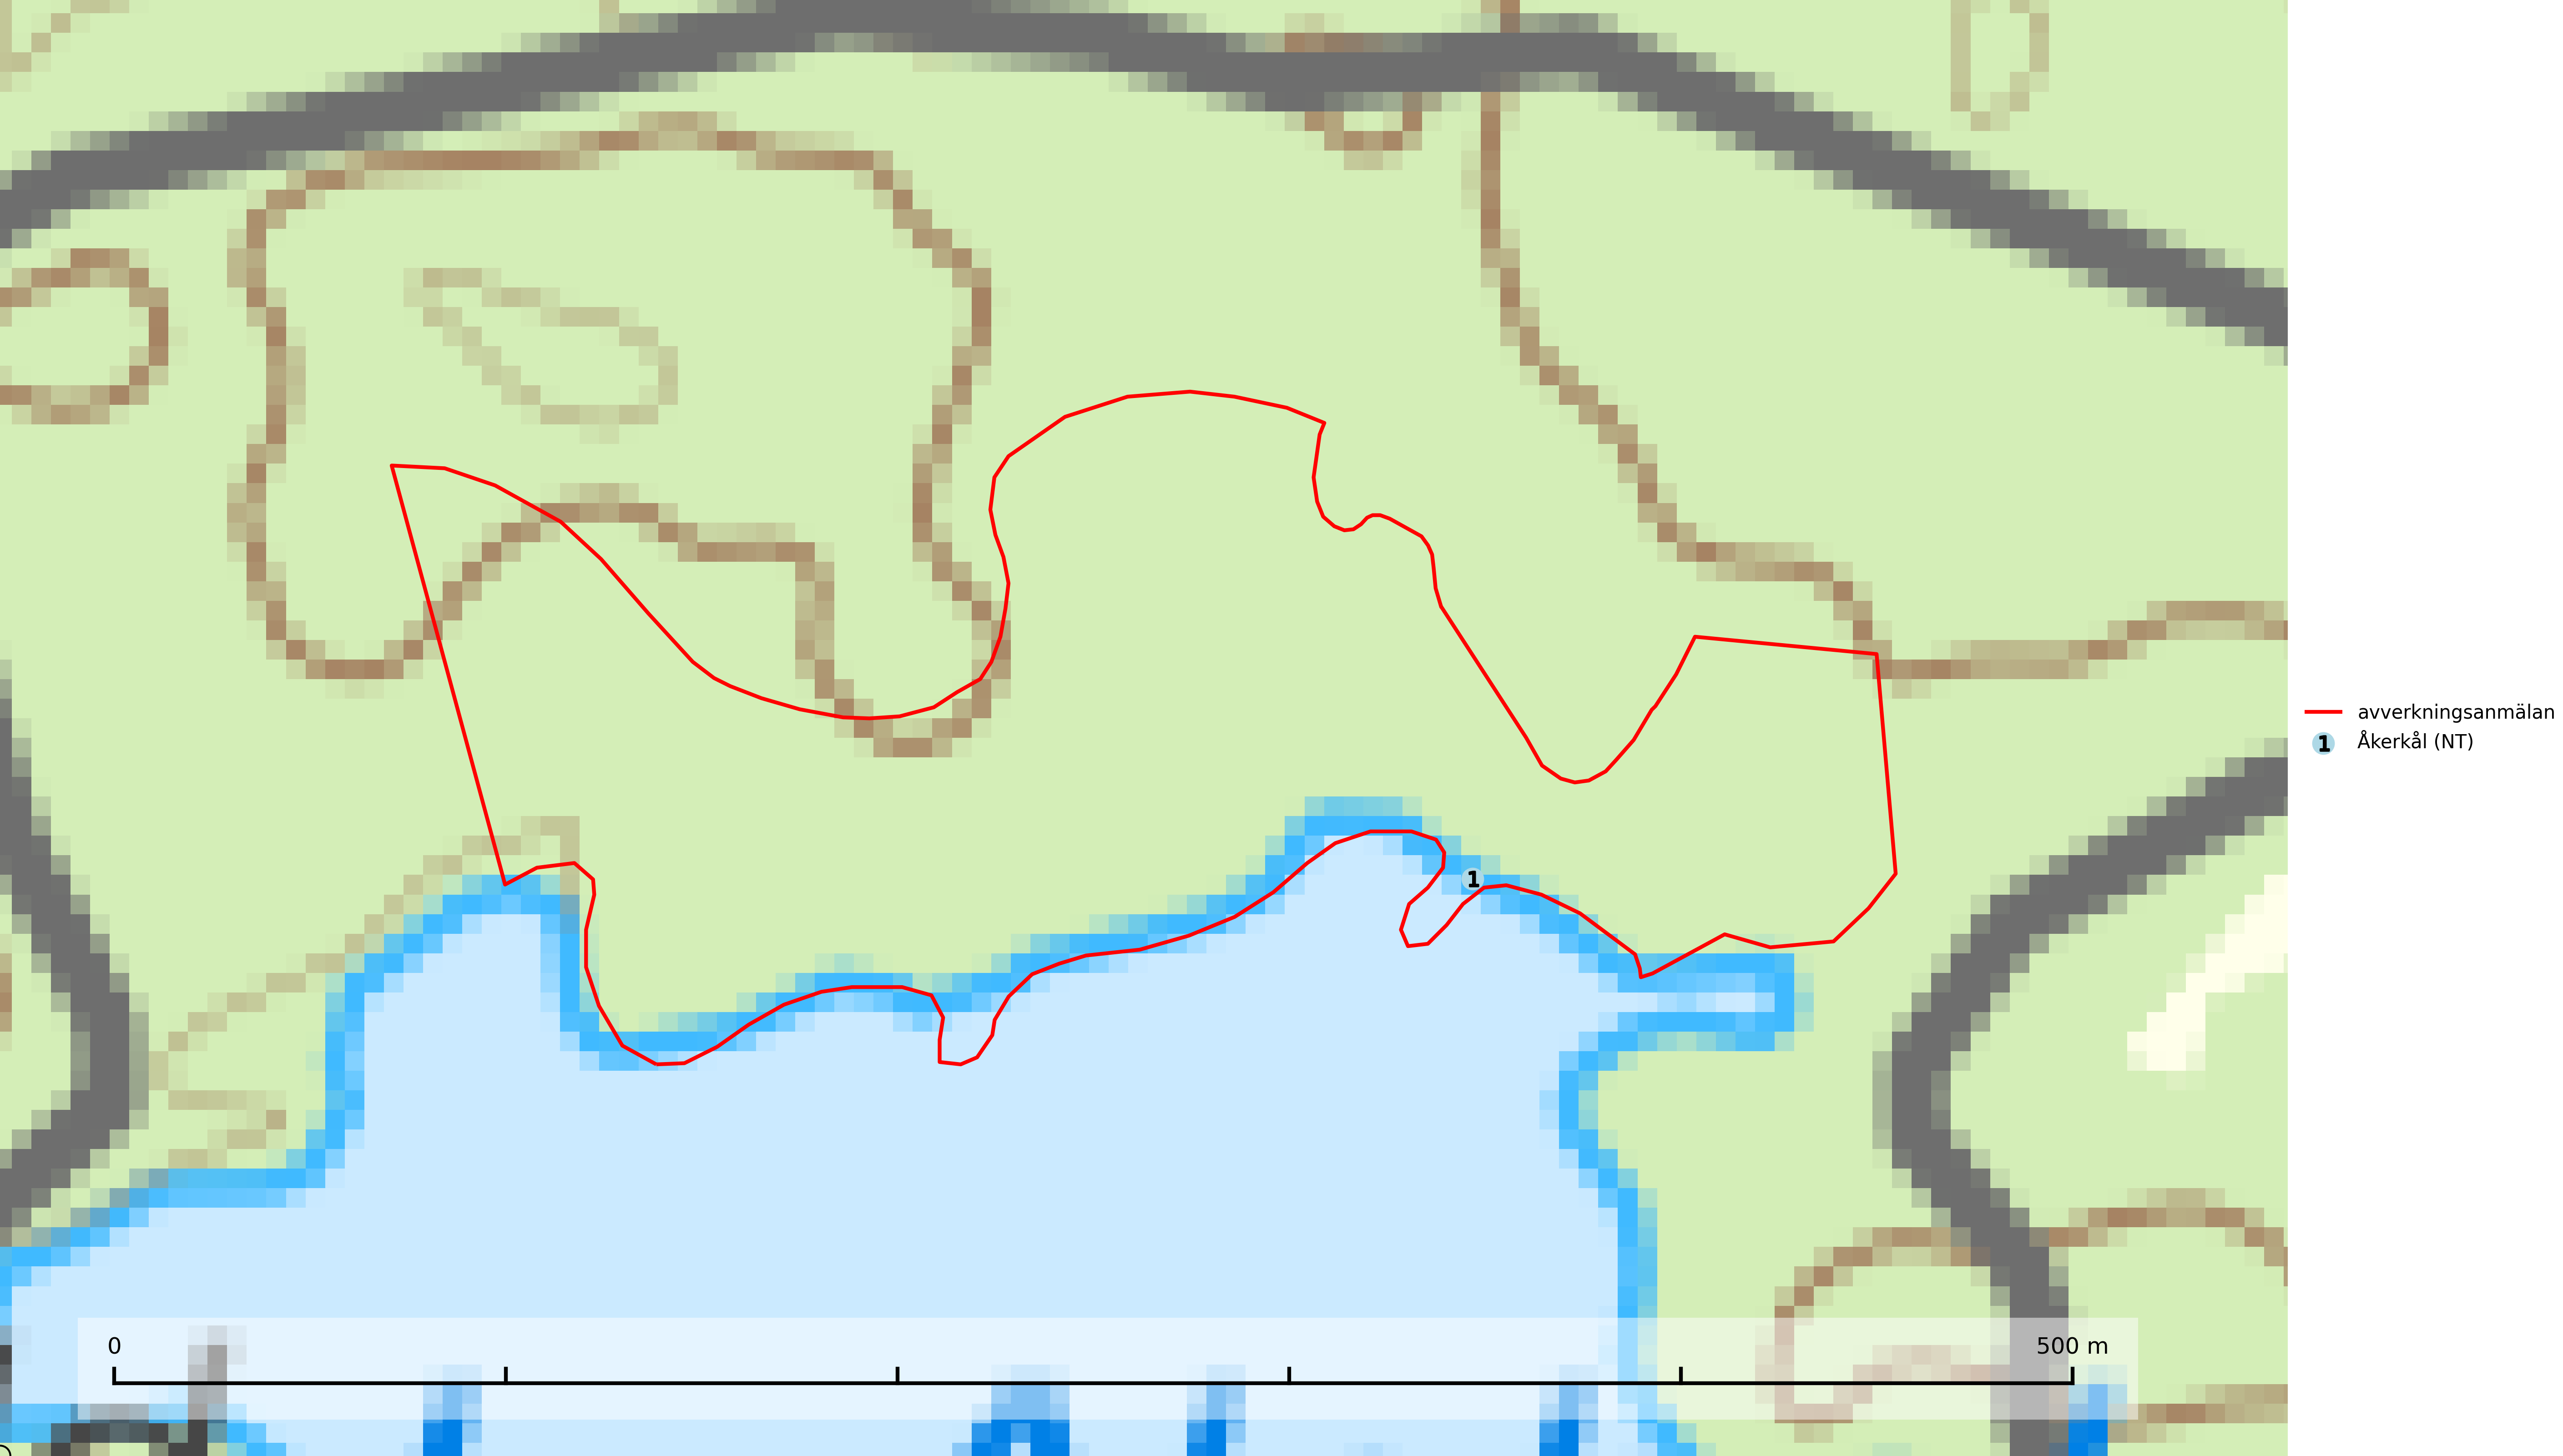 avverkningsanmälan
1 Åkerkål (NT)
1
0 500 m